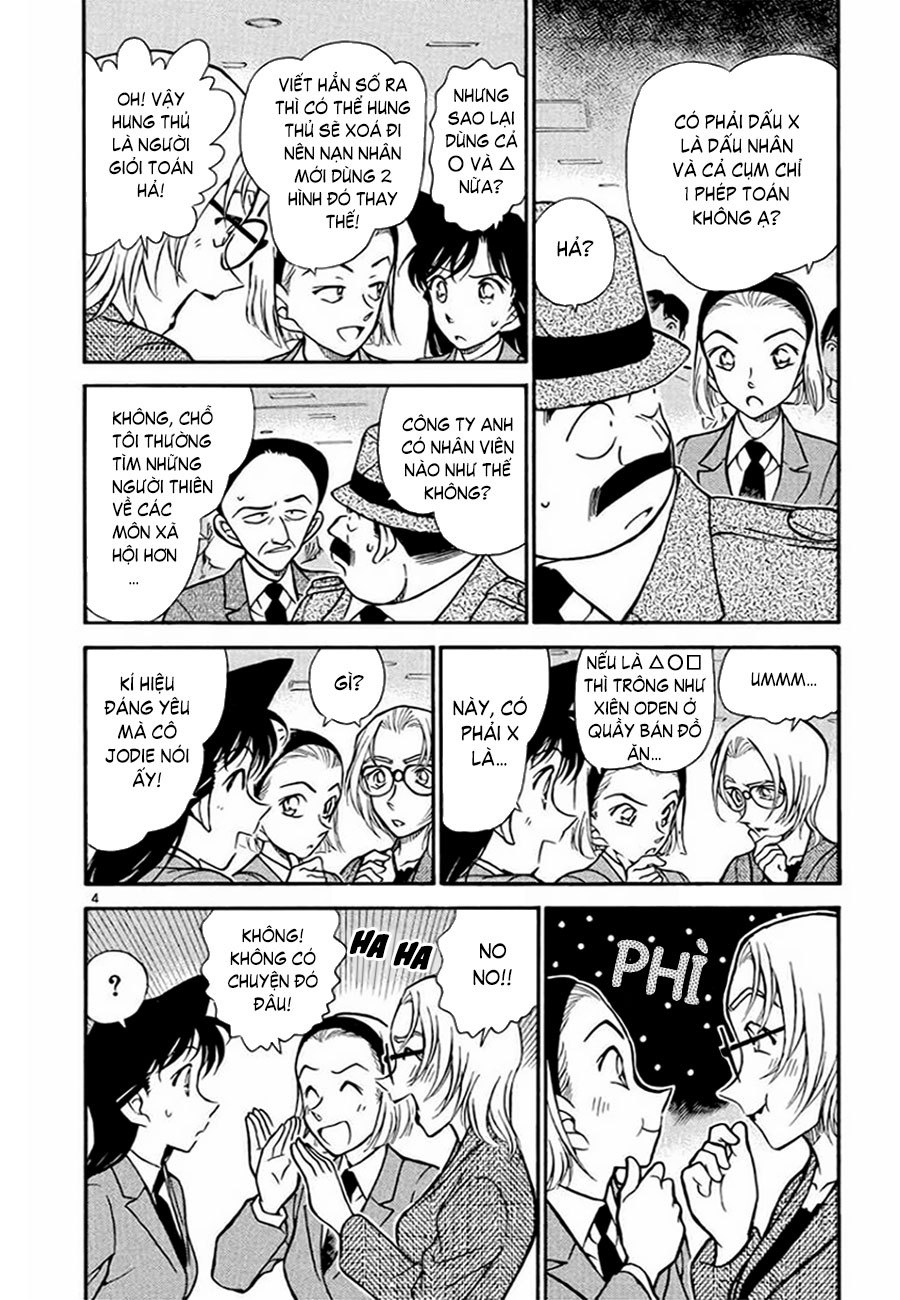 CÓ PHẢI DẤU X
LÀ DẤU NHÂN
VÀ CẢ CỤM CHỈ
1 PHÉP TOÁN
KHÔNG Ạ?
HẢ?
NHƯNG
SAO LẠI
DÙNG CẢ
O VÀ △
NỮA?
VIẾT HẲN SỐ RA
THÌ CÓ THỂ HUNG
THỦ SẼ XOÁ ĐI
NÊN NẠN NHÂN
MỚI DÙNG 2
HÌNH ĐÓ THAY
THẾ!
OH! VẬY
HUNG THỦ
LÀ NGƯỜI
GIỎI TOÁN
HẢ!
CÔNG TY ANH
CÓ NHÂN VIÊN
NÀO NHƯ THẾ
KHÔNG?
KHÔNG, CHỖ
TÔI THƯỜNG
TÌM NHỮNG
NGƯỜI THIÊN
VỀ CÁC
MÔN XÃ
HỘI HƠN
...
UMMM...
NẾU LÀ △O□
THÌ TRÔNG NHƯ
XIÊN ODEN Ở
QUẦY BÁN ĐỒ
ĂN...
NÀY, CÓ
PHẢI X
LÀ...
GÌ?
KÍ HIỆU
ĐÁNG YÊU
MÀ CÔ
JODIE NÓI
ẤY!
4
PHÌ
NO
NO!!
HA HA
KHÔNG!
KHÔNG CÓ
CHUYỆN ĐÓ
ĐÂU!
?